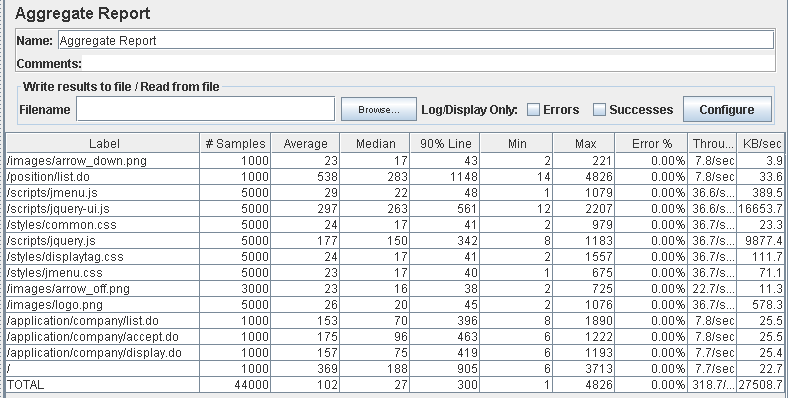 Aggregate Report
Name: Aggregate Report
Comments:
Write results to file / Read from file
Filename Browse... Log/Display Only: Errors Successes Configure
Label # Samples Average Median 90% Line Min Max Error % Throu... KB/sec
/images/arrow_down.png 1000 23 17 43 2 221 0.00% 7.8/sec 3.9
/position/list.do 1000 538 283 1148 14 4826 0.00% 7.8/sec 33.6
/scripts/jmenu.js 5000 29 22 48 1 1079 0.00% 36.6/s... 389.5
/scripts/jquery-ui.js 5000 297 263 561 12 2207 0.00% 36.6/s... 16653.7
/styles/common.css 5000 24 17 41 2 979 0.00% 36.7/s... 23.3
/scripts/jquery.js 5000 177 150 342 8 1183 0.00% 36.7/s... 9877.4
/styles/displaytag.css 5000 24 17 41 2 1557 0.00% 36.7/s... 111.7
/styles/jmenu.css 5000 23 17 40 1 675 0.00% 36.7/s... 71.1
/images/arrow_off.png 3000 23 16 38 2 725 0.00% 22.7/s... 11.3
/images/logo.png 5000 26 20 45 2 1076 0.00% 36.7/s... 578.3
/application/company/list.do 1000 153 70 396 8 1890 0.00% 7.8/sec 25.5
/application/company/accept.do 1000 175 96 463 6 1222 0.00% 7.8/sec 25.5
/application/company/display.do 1000 157 75 419 6 1193 0.00% 7.7/sec 25.4
/ 1000 369 188 905 6 3713 0.00% 7.7/sec 22.7
TOTAL 44000 102 27 300 1 4826 0.00% 318.7/... 27508.7